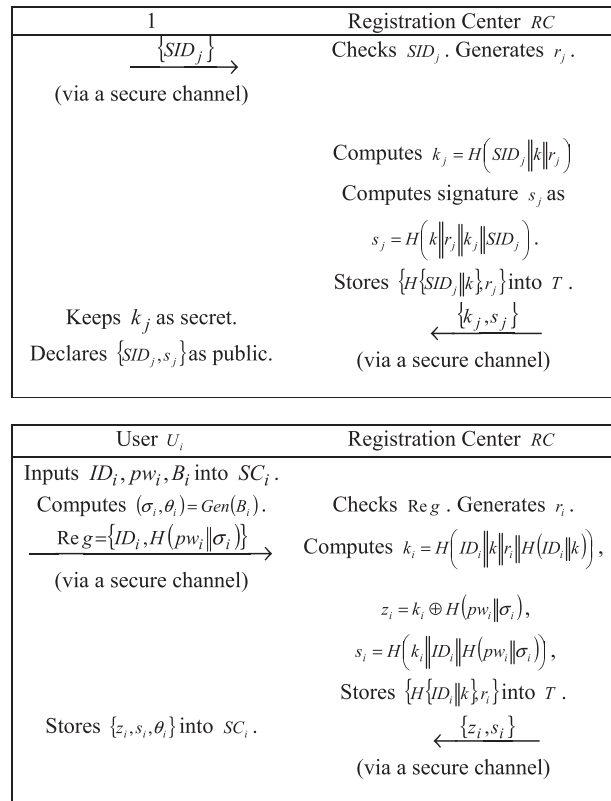 1 Registration Center RC
{SID_j} Checks SID_j . Generates r_j .
(via a secure channel)
Computes k_j = H(SID_j‖k‖r_j)
Computes signature s_j as
s_j = H(k‖r_j‖k_j‖SID_j) .
Stores {H{SID_j‖k},r_j} into T .
Keeps k_j as secret. {k_j , s_j}
Declares {SID_j , s_j} as public. (via a secure channel)
User U_i Registration Center RC
Inputs ID_i , pw_i , B_i into SC_i .
Computes (σ_i,θ_i)=Gen(B_i) . Checks Re g . Generates r_i .
Re g={ID_i , H(pw_i‖σ_i)} Computes k_i = H(ID_i‖k‖r_i‖H(ID_i‖k)) ,
(via a secure channel)
z_i = k_i ⊕ H(pw_i‖σ_i) ,
s_i = H(k_i‖ID_i‖H(pw_i‖σ_i)) ,
Stores {H{ID_i‖k},r_i} into T .
Stores {z_i , s_i , θ_i} into SC_i . {z_i , s_i}
(via a secure channel)